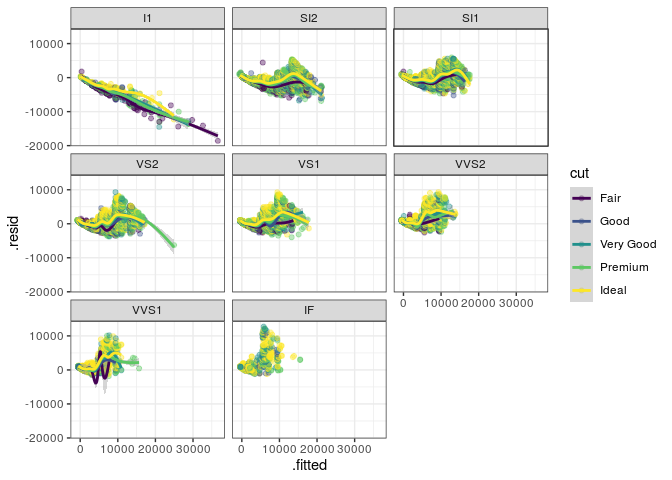 I1 SI2 SI1
10000
0
-10000
-20000
VS2 VS1 VVS2
10000
0
-10000
-20000
0 10000 20000 30000
VVS1 IF
10000
0
-10000
-20000
0 10000 20000 30000 0 10000 20000 30000
.fitted
.resid
cut
Fair
Good
Very Good
Premium
Ideal